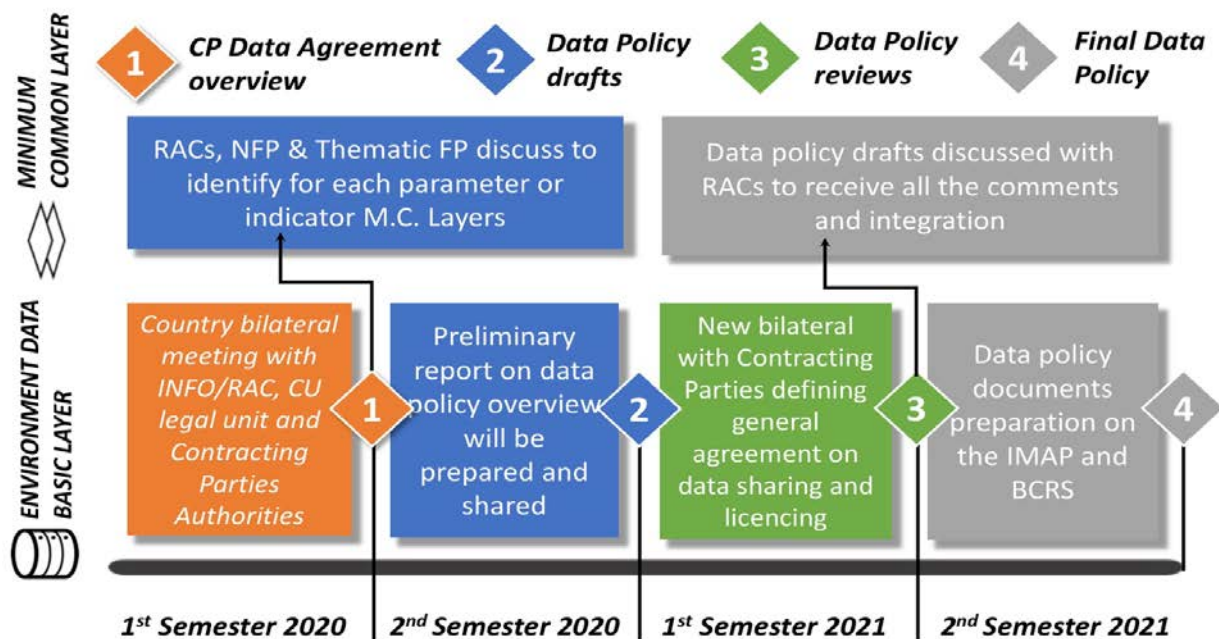 1
CP Data Agreement
overview
2
Data Policy
drafts
3
Data Policy
reviews
4
Final Data
Policy
MINIMUM
COMMON LAYER
RACs, NFP & Thematic FP discuss to
identify for each parameter or
indicator M.C. Layers
Data policy drafts discussed with
RACs to receive all the comments
and integration
ENVIRONMENT DATA
BASIC LAYER
Country bilateral
meeting with
INFO/RAC, CU
legal unit and
Contracting
Parties
Authorities
1
Preliminary
report on data
policy overview
will be
prepared and
shared
2
New bilateral
with Contracting
Parties defining
general
agreement on
data sharing and
licencing
3
Data policy
documents
preparation on
the IMAP and
BCRS
4
1st Semester 2020
2nd Semester 2020
1st Semester 2021
2nd Semester 2021